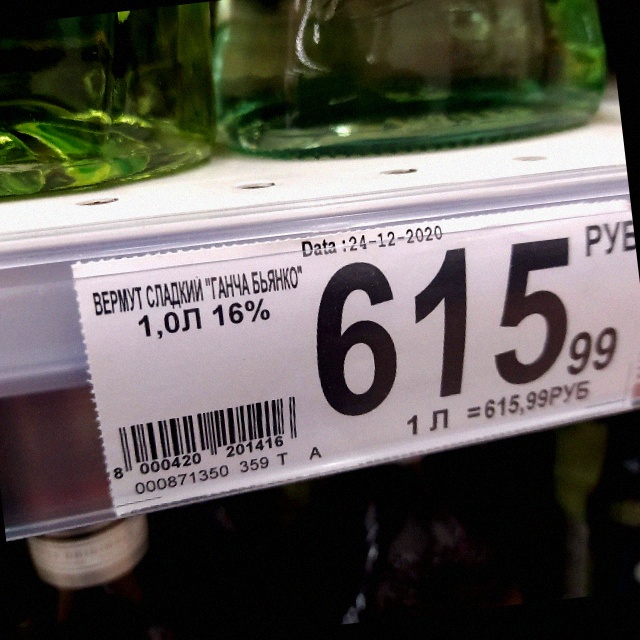 Data :24-12-2020
ВЕРМУТ СЛАДКИЙ "ГАНЧА БЬЯНКО"
1,0Л 16%
615 99
РУБ
1 Л =615,99РУБ
8 000420 201416
000871350 359 Т А